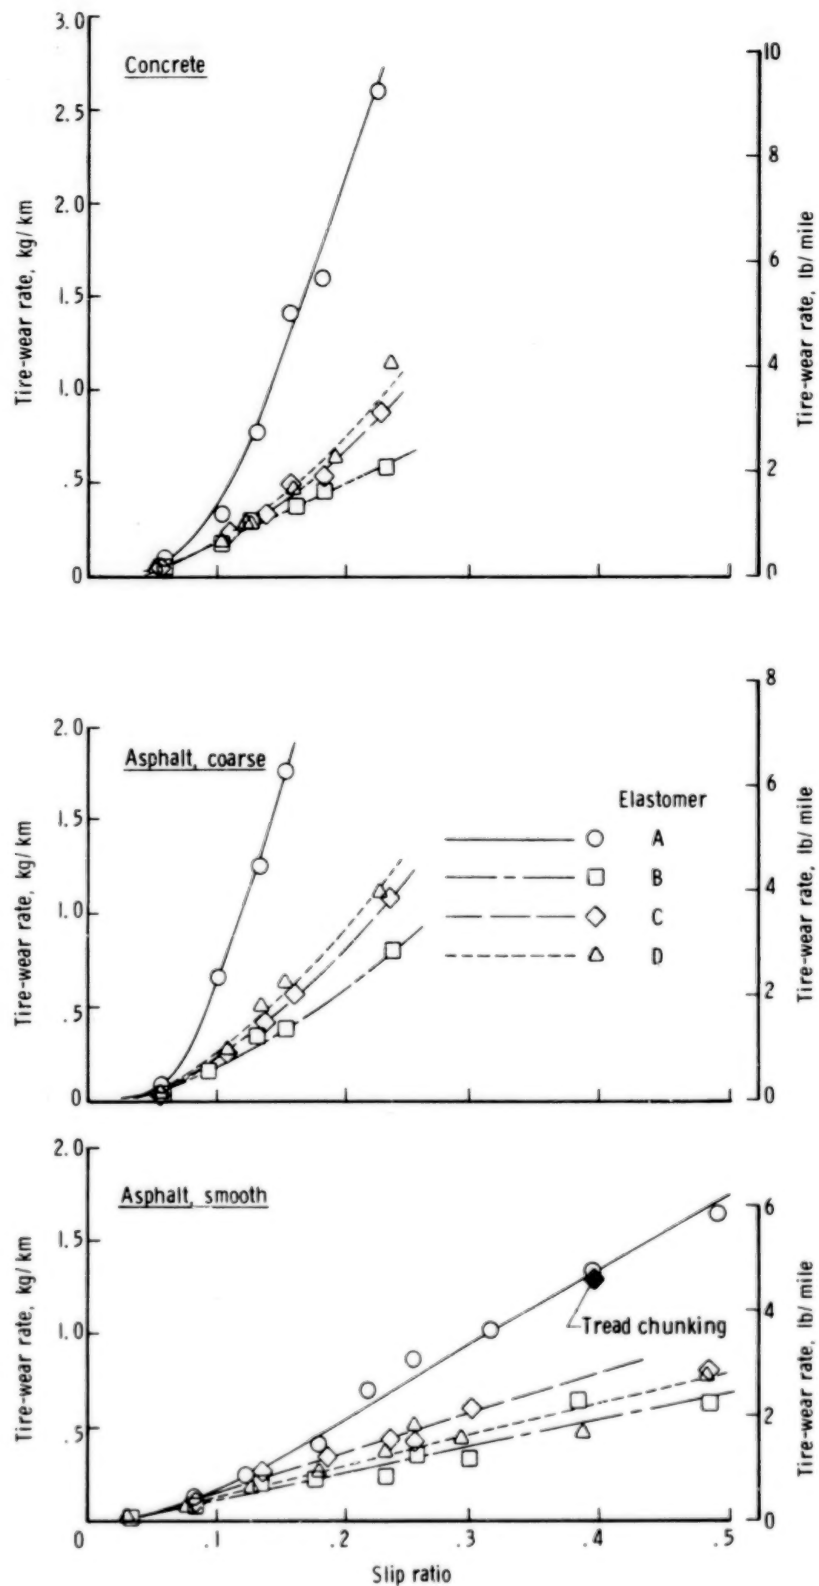 Concrete
3.0
2.5
2.0
1.5
1.0
.5
0
Tire-wear rate, kg/km
10
8
6
4
2
0
Tire-wear rate, lb/mile
Asphalt, coarse
2.0
1.5
1.0
.5
0
Tire-wear rate, kg/km
8
6
4
2
0
Tire-wear rate, lb/mile
Elastomer
A
B
C
D
Asphalt, smooth
2.0
1.5
1.0
.5
Tire-wear rate, kg/km
6
4
2
0
Tire-wear rate, lb/mile
Tread chunking
0 .1 .2 .3 .4 .5
Slip ratio